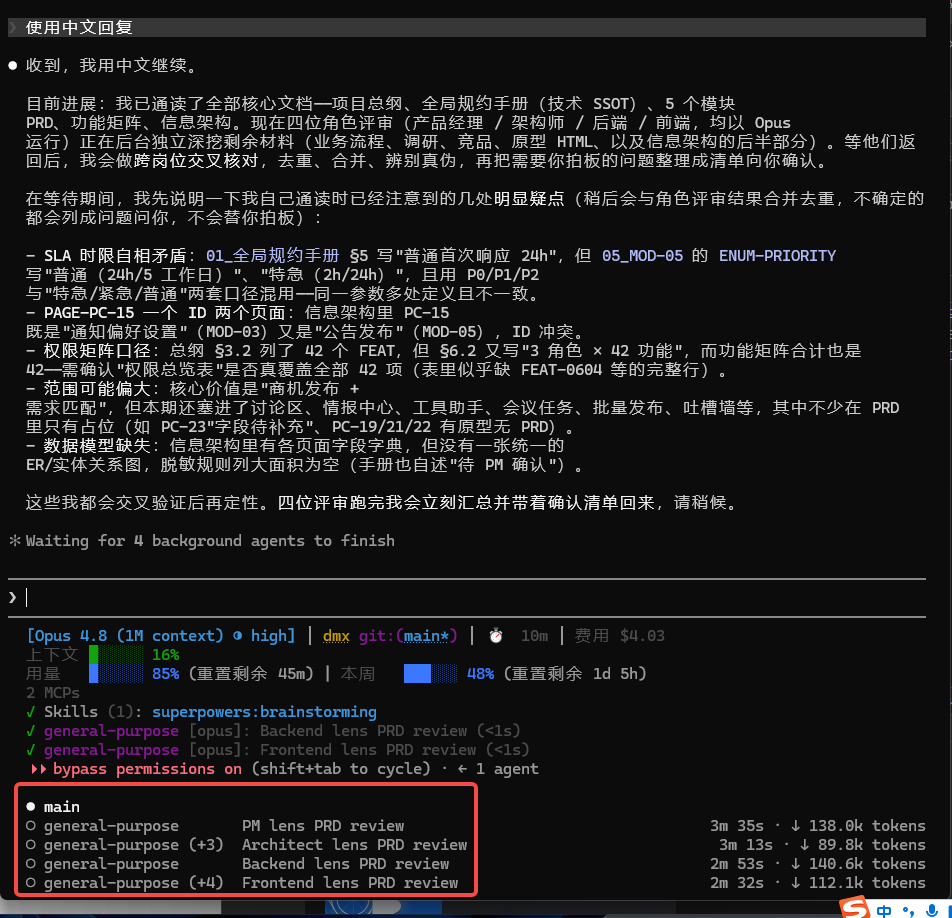 ❯ 使用中文回复
● 收到，我用中文继续。
目前进展：我已通读了全部核心文档——项目总纲、全局规约手册（技术 SSOT）、5 个模块
PRD、功能矩阵、信息架构。现在四位角色评审（产品经理 / 架构师 / 后端 / 前端，均以 Opus
运行）正在后台独立深挖剩余材料（业务流程、调研、竞品、原型 HTML、以及信息架构的后半部分）。等他们返
回后，我会做跨岗位交叉核对，去重、合并、辨别真伪，再把需要你拍板的问题整理成清单向你确认。
在等待期间，我先说明一下我自己通读时已经注意到的几处明显疑点（稍后会与角色评审结果合并去重，不确定的
都会列成问题问你，不会替你拍板）：
- SLA 时限自相矛盾：01_全局规约手册 §5 写"普通首次响应 24h"，但 05_MOD-05 的 ENUM-PRIORITY
写"普通（24h/5 工作日）"、"特急（2h/24h）"，且用 P0/P1/P2
与"特急/紧急/普通"两套口径混用——同一参数多处定义且不一致。
- PAGE-PC-15 一个 ID 两个页面：信息架构里 PC-15
既是"通知偏好设置"（MOD-03）又是"公告发布"（MOD-05），ID 冲突。
- 权限矩阵口径：总纲 §3.2 列了 42 个 FEAT，但 §6.2 又写"3 角色 × 42 功能"，而功能矩阵合计也是
42——需确认"权限总览表"是否真覆盖全部 42 项（表里似乎缺 FEAT-0604 等的完整行）。
- 范围可能偏大：核心价值是"商机发布 +
需求匹配"，但本期还塞进了讨论区、情报中心、工具助手、会议任务、批量发布、吐槽墙等，其中不少在 PRD
里只有占位（如 PC-23"字段待补充"、PC-19/21/22 有原型无 PRD）。
- 数据模型缺失：信息架构里有各页面字段字典，但没有一张统一的
ER/实体关系图，脱敏规则列大面积为空（手册也自述"待 PM 确认"）。
这些我都会交叉验证后再定性。四位评审跑完我会立刻汇总并带着确认清单回来，请稍候。
✻ Waiting for 4 background agents to finish
❯
[Opus 4.8 (1M context) ◑ high] │ dmx git:(main*) │ ⏱ 10m │ 费用 $4.03
上下文 16%
用量 85% (重置剩余 45m) | 本周 48% (重置剩余 1d 5h)
2 MCPs
✓ Skills (1): superpowers:brainstorming
✓ general-purpose [opus]: Backend lens PRD review (<1s)
✓ general-purpose [opus]: Frontend lens PRD review (<1s)
⏵⏵ bypass permissions on (shift+tab to cycle) · ← 1 agent
● main
○ general-purpose PM lens PRD review 3m 35s · ↓ 138.0k tokens
○ general-purpose (+3) Architect lens PRD review 3m 13s · ↓ 89.8k tokens
○ general-purpose Backend lens PRD review 2m 53s · ↓ 140.6k tokens
○ general-purpose (+4) Frontend lens PRD review 2m 32s · ↓ 112.1k tokens
S 中